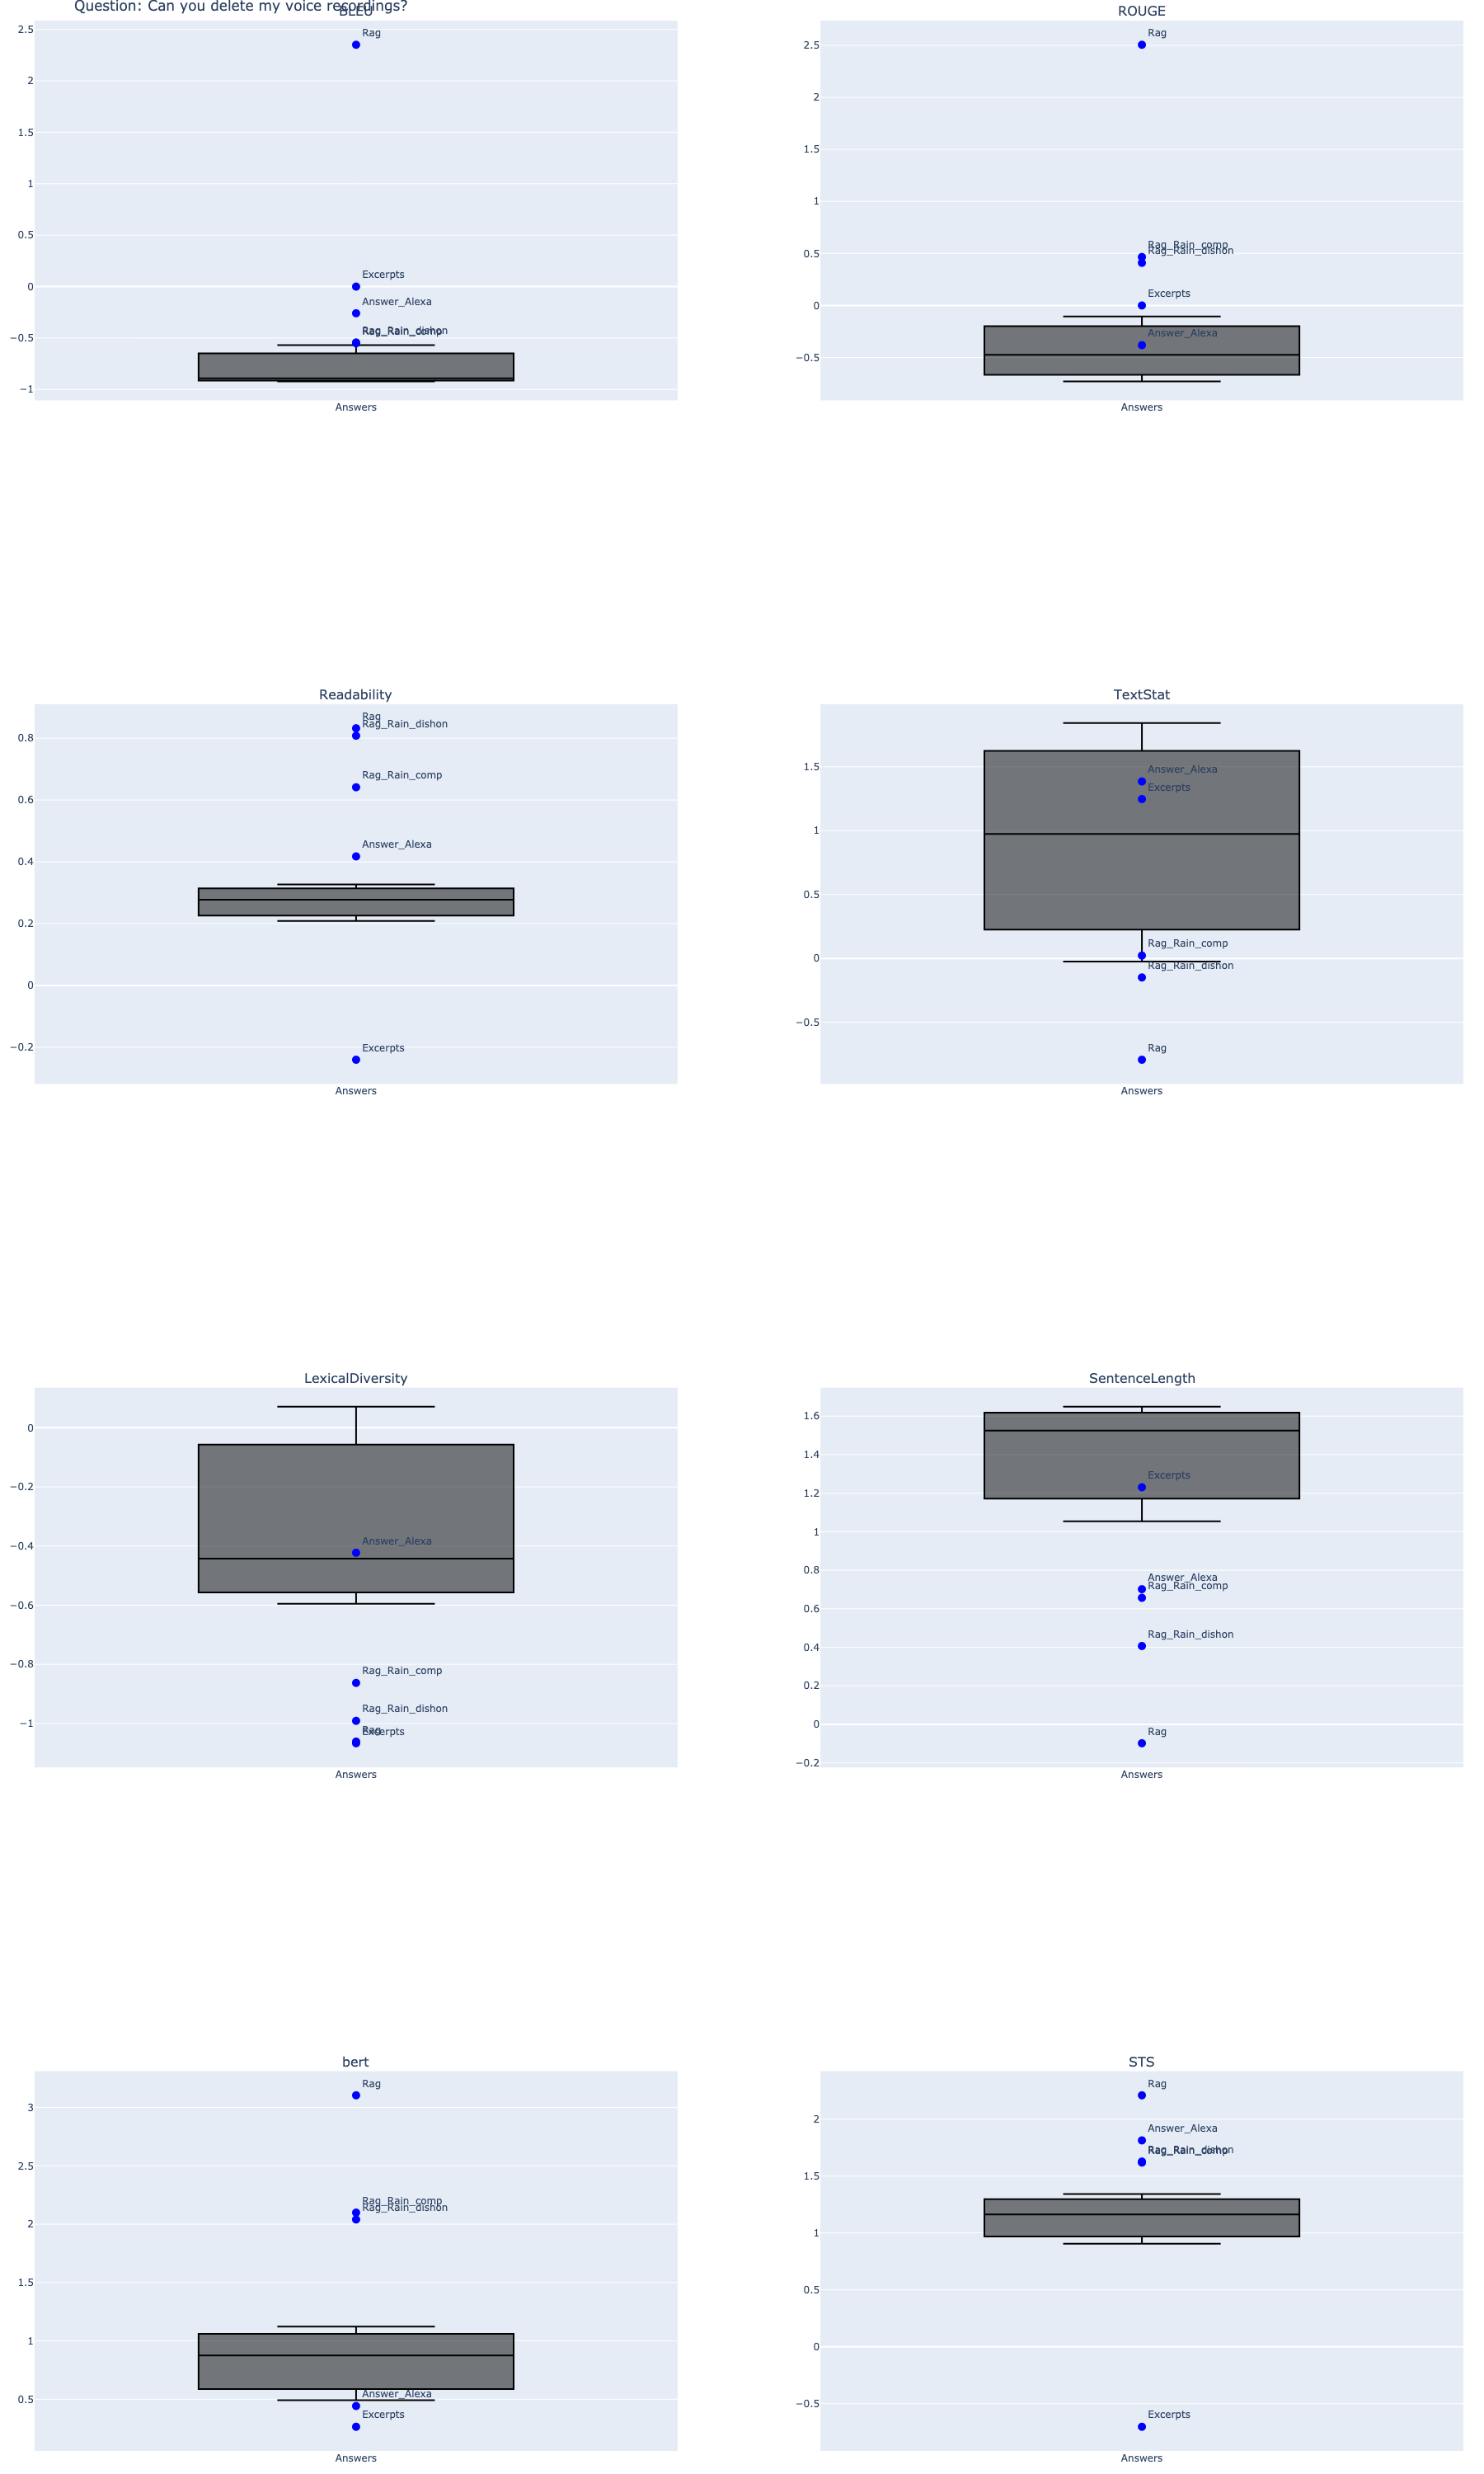 Question: Can you delete my voice recordings?
BLEU
2.5
2
1.5
1
0.5
0
−0.5
−1
Rag
Excerpts
Answer_Alexa
Rag_Rain_dishon
Rag_Rain_comp
Answers
ROUGE
2.5
2
1.5
1
0.5
0
−0.5
Rag
Rag_Rain_comp
Rag_Rain_dishon
Excerpts
Answer_Alexa
Answers
Readability
0.8
0.6
0.4
0.2
0
−0.2
Rag
Rag_Rain_dishon
Rag_Rain_comp
Answer_Alexa
Excerpts
Answers
TextStat
1.5
1
0.5
0
−0.5
Answer_Alexa
Excerpts
Rag_Rain_comp
Rag_Rain_dishon
Rag
Answers
LexicalDiversity
0
−0.2
−0.4
−0.6
−0.8
−1
Answer_Alexa
Rag_Rain_comp
Rag_Rain_dishon
Rag
Excerpts
Answers
SentenceLength
1.6
1.4
1.2
1
0.8
0.6
0.4
0.2
0
−0.2
Excerpts
Answer_Alexa
Rag_Rain_comp
Rag_Rain_dishon
Rag
Answers
bert
3
2.5
2
1.5
1
0.5
Rag
Rag_Rain_comp
Rag_Rain_dishon
Answer_Alexa
Excerpts
Answers
STS
2
1.5
1
0.5
0
−0.5
Rag
Answer_Alexa
Rag_Rain_dishon
Rag_Rain_comp
Excerpts
Answers